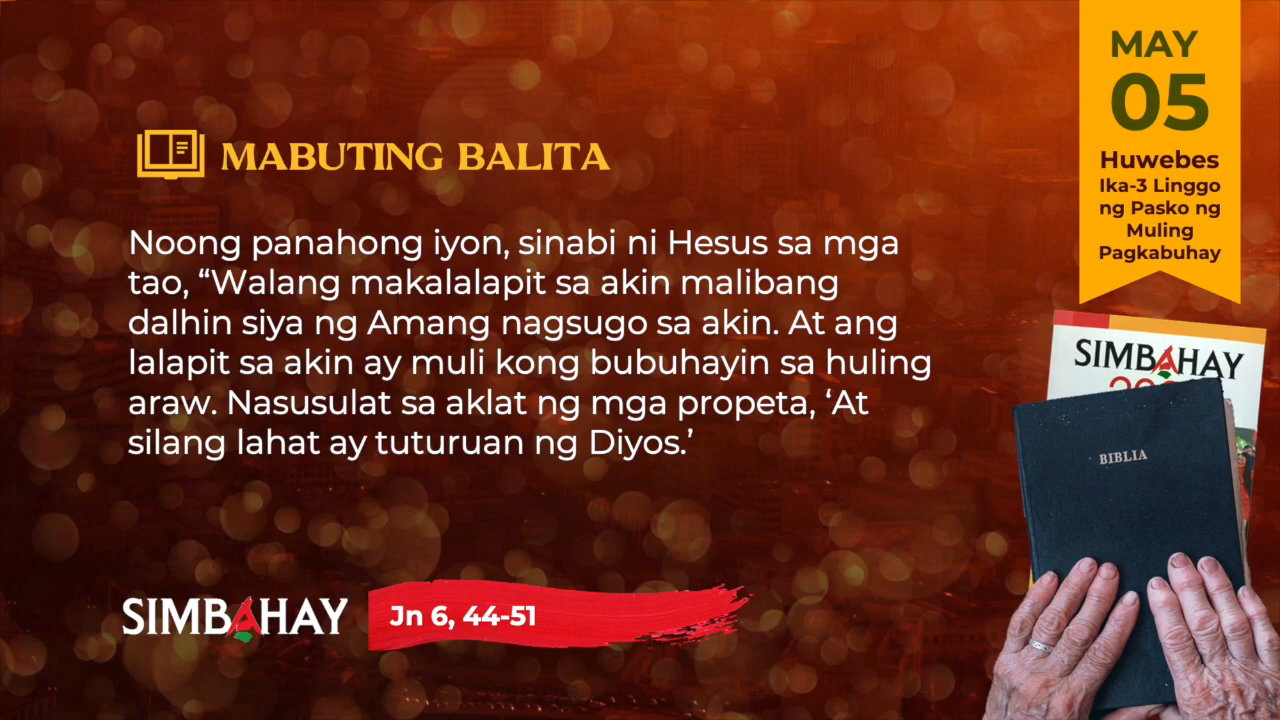 MAY
05
Huwebes
Ika-3 Linggo
ng Pasko ng
Muling
Pagkabuhay
MABUTING BALITA
Noong panahong iyon, sinabi ni Hesus sa mga
tao, “Walang makalalapit sa akin malibang
dalhin siya ng Amang nagsugo sa akin. At ang
lalapit sa akin ay muli kong bubuhayin sa huling
araw. Nasusulat sa aklat ng mga propeta, ‘At
silang lahat ay tuturuan ng Diyos.’
SIMBAHAY
BIBLIA
SIMBAHAY
Jn 6, 44-51